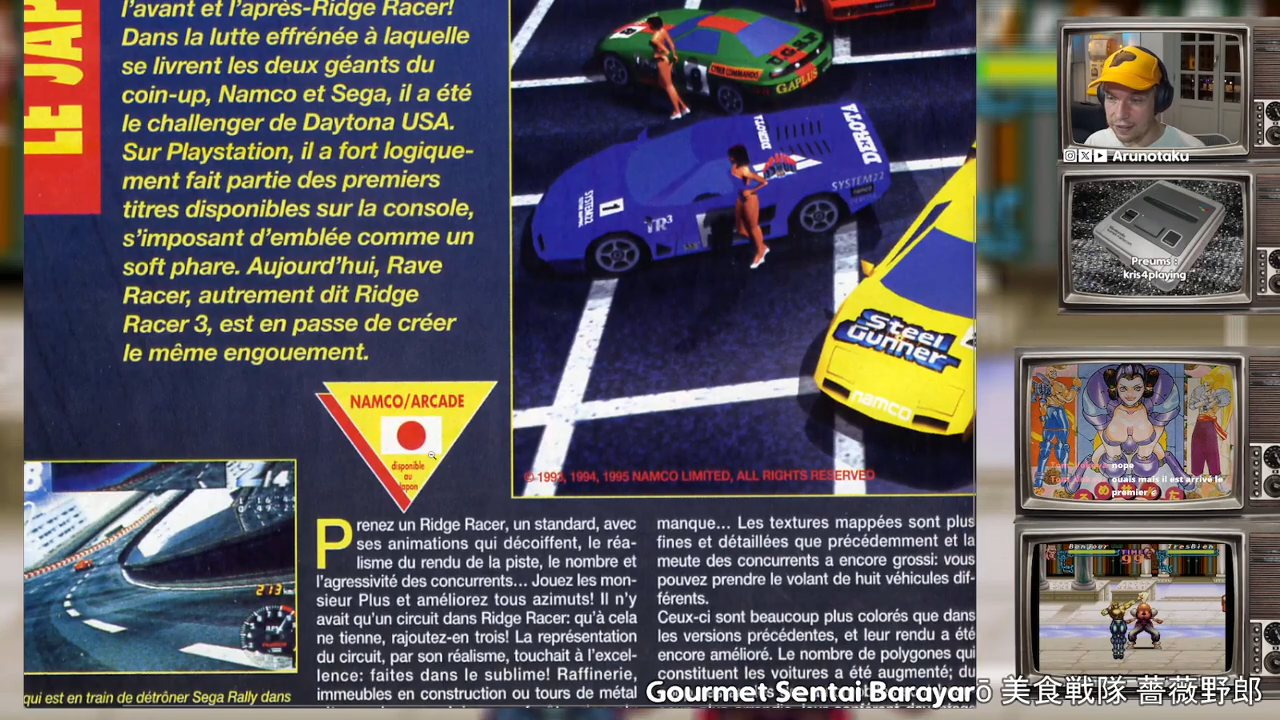 LE JAP
l'avant et l'après-Ridge Racer!
Dans la lutte effrénée à laquelle
se livrent les deux géants du
coin-up, Namco et Sega, il a été
le challenger de Daytona USA.
Sur Playstation, il a fort logique-
ment fait partie des premiers
titres disponibles sur la console,
s'imposant d'emblée comme un
soft phare. Aujourd'hui, Rave
Racer, autrement dit Ridge
Racer 3, est en passe de créer
le même engouement.
CYBER COMMANDO
GAPLUS
DEROTA
SYSTEM22
1
Steel
Gunner
namco
© 1993, 1994, 1995 NAMCO LIMITED, ALL RIGHTS RESERVED
NAMCO/ARCADE
disponible
au
Japon
213
qui est en train de détrôner Sega Rally dans
Prenez un Ridge Racer, un standard, avec
ses animations qui décoiffent, le réa-
lisme du rendu de la piste, le nombre et
l'agressivité des concurrents... Jouez les mon-
sieur Plus et améliorez tous azimuts! Il n'y
avait qu'un circuit dans Ridge Racer: qu'à cela
ne tienne, rajoutez-en trois! La représentation
du circuit, par son réalisme, touchait à l'excel-
lence: faites dans le sublime! Raffinerie,
immeubles en construction ou tours de métal
manque... Les textures mappées sont plus
fines et détaillées que précédemment et la
meute des concurrents a encore grossi: vous
pouvez prendre le volant de huit véhicules dif-
férents.
Ceux-ci sont beaucoup plus colorés que dans
les versions précédentes, et leur rendu a été
encore amélioré. Le nombre de polygones qui
constituent les voitures a été augmenté; du
Arunotaku
Preums :
kris4playing
nope
ouais mais il est arrivé le
premier
TIME
Gourmet Sentai Barayarō 美食戦隊 薔薇野郎